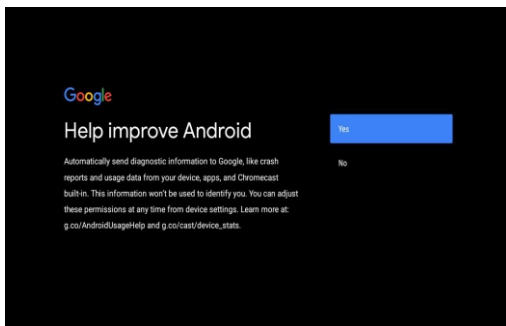 Google
Help improve Android
Automatically send diagnostic information to Google, like crash
reports and usage data from your device, apps, and Chromecast
built-in. This information won't be used to identify you. You can adjust
these permissions at any time from device settings. Learn more at:
g.co/AndroidUsageHelp and g.co/cast/device_stats.
Yes
No